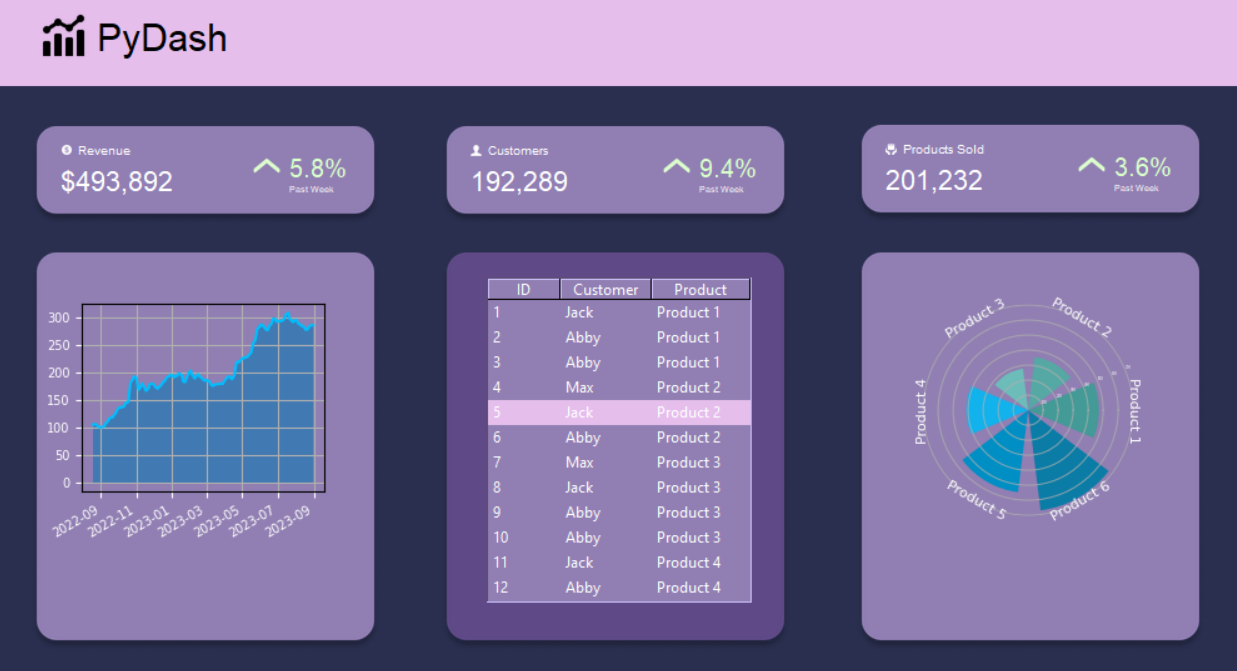 PyDash
Revenue
$493,892
5.8%
Past Week
Customers
192,289
9.4%
Past Week
Products Sold
201,232
3.6%
Past Week
300
250
200
150
100
50
0
2022-09
2022-11
2023-01
2023-03
2023-05
2023-07
2023-09
ID Customer Product
1 Jack Product 1
2 Abby Product 1
3 Abby Product 1
4 Max Product 2
5 Jack Product 2
6 Abby Product 2
7 Max Product 3
8 Jack Product 3
9 Abby Product 3
10 Abby Product 3
11 Jack Product 4
12 Abby Product 4
Product 3
Product 2
Product 4
Product 1
Product 5
Product 6